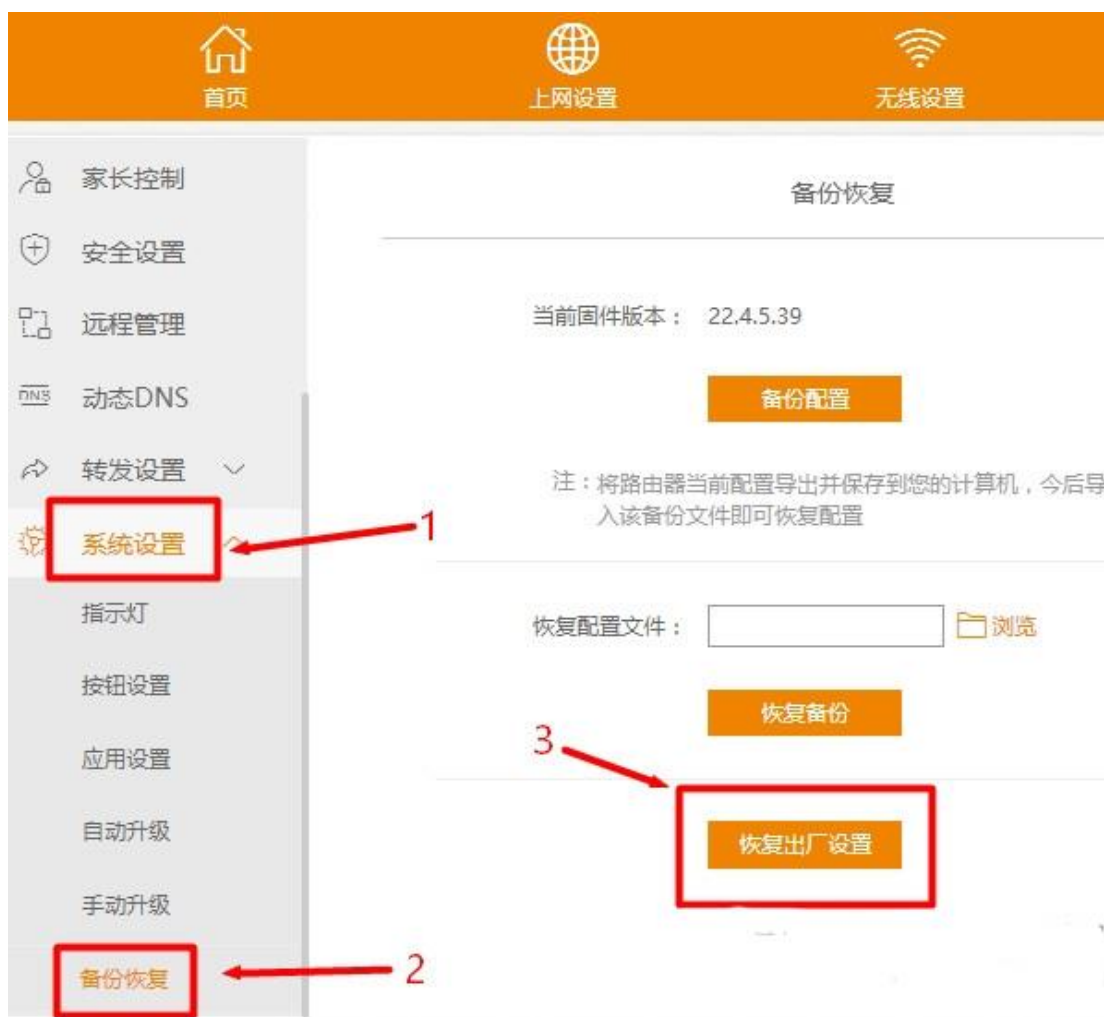 首页
上网设置
无线设置
家长控制
安全设置
远程管理
DNS
动态DNS
转发设置
系统设置
1
指示灯
按钮设置
应用设置
自动升级
手动升级
备份恢复
2
备份恢复
当前固件版本： 22.4.5.39
备份配置
注：将路由器当前配置导出并保存到您的计算机，今后导
入该备份文件即可恢复配置
恢复配置文件：
浏览
恢复备份
3
恢复出厂设置